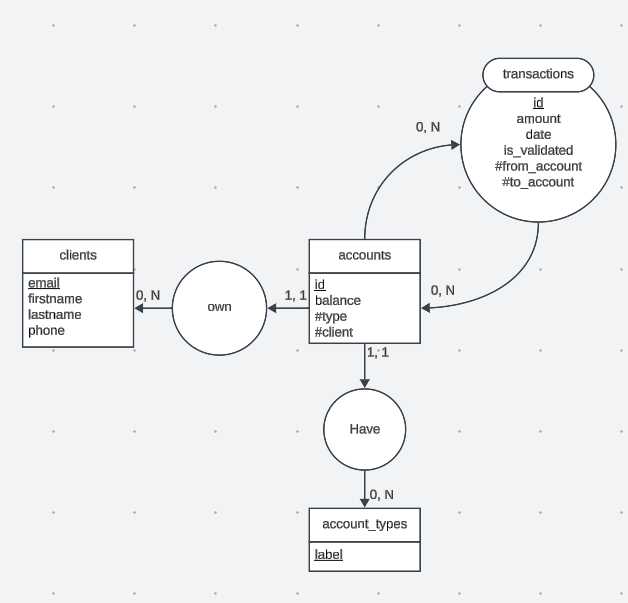 transactions
id
amount
date
is_validated
#from_account
#to_account
0, N
clients
email
firstname
lastname
phone
0, N
own
1, 1
accounts
id
balance
#type
#client
0, N
1, 1
Have
0, N
account_types
label